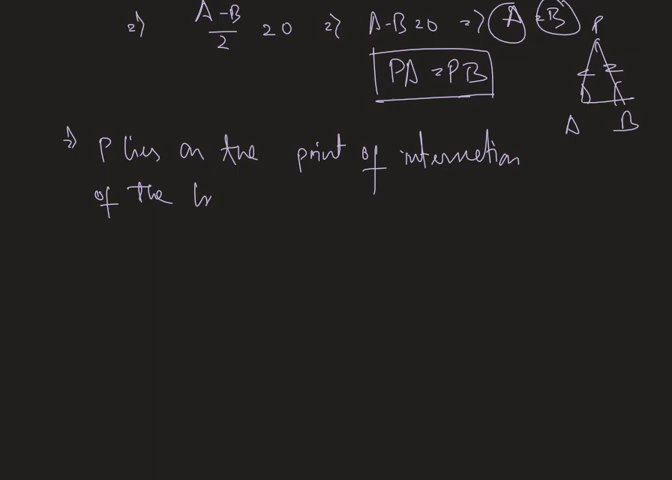 => A-B/2 = 0 => A-B = 0 => A = B
PA = PB
P
A B
=> P lies on the point of intersection
of the